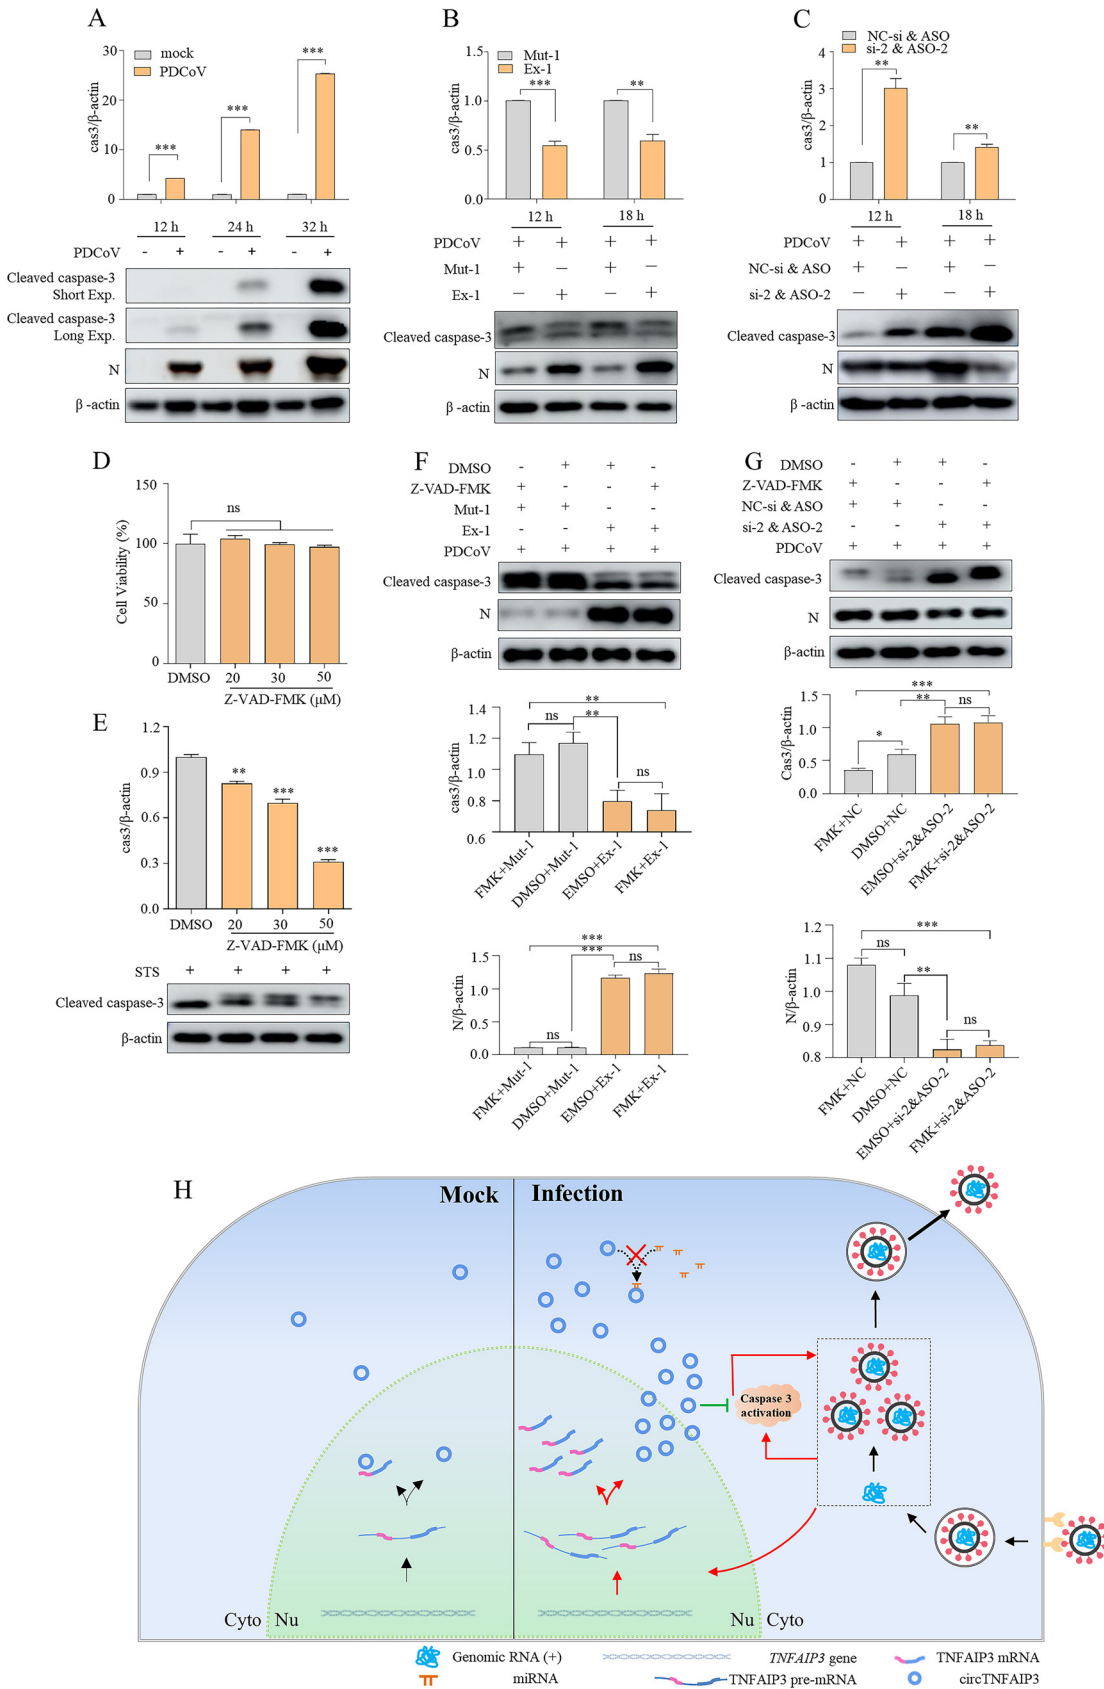 A
30
20
10
0
cas3/β-actin
mock
PDCoV
***
***
***
12 h
24 h
32 h
PDCoV
- + - + - +
Cleaved caspase-3
Short Exp.
Cleaved caspase-3
Long Exp.
N
β -actin
B
1.5
1.0
0.5
0.0
cas3/β-actin
Mut-1
Ex-1
***
**
12 h
18 h
PDCoV + + + +
Mut-1 + — + —
Ex-1 — + — +
Cleaved caspase-3
N
β -actin
C
NC-si & ASO
si-2 & ASO-2
4
3
2
1
0
cas3/β-actin
**
**
12 h
18 h
PDCoV + + + +
NC-si & ASO + — + —
si-2 & ASO-2 — + — +
Cleaved caspase-3
N
β-actin
D
150
100
50
0
Cell Viability (%)
ns
DMSO 20 30 50
Z-VAD-FMK (μM)
E
1.2
0.9
0.6
0.3
0.0
cas3/β-actin
**
***
***
DMSO 20 30 50
Z-VAD-FMK (μM)
STS + + + +
Cleaved caspase-3
β-actin
F
DMSO - + + -
Z-VAD-FMK + - - +
Mut-1 + + - -
Ex-1 - - + +
PDCoV + + + +
Cleaved caspase-3
N
β-actin
1.4
1.2
1.0
0.8
0.6
cas3/β-actin
**
ns
**
ns
FMK+Mut-1
DMSO+Mut-1
EMSO+Ex-1
FMK+Ex-1
1.5
1.0
0.5
0.0
N/β-actin
***
***
ns
ns
FMK+Mut-1
DMSO+Mut-1
EMSO+Ex-1
FMK+Ex-1
G
DMSO - + + -
Z-VAD-FMK + - - +
NC-si & ASO + + - -
si-2 & ASO-2 - - + +
PDCoV + + + +
Cleaved caspase-3
N
β-actin
1.5
1.0
0.5
0.0
Cas3/β-actin
***
**
ns
*
FMK+NC
DMSO+NC
EMSO+si-2&ASO-2
FMK+si-2&ASO-2
1.2
1.1
1.0
0.9
0.8
N/β-actin
***
ns
**
ns
FMK+NC
DMSO+NC
EMSO+si-2&ASO-2
FMK+si-2&ASO-2
H
Mock
Infection
Caspase 3
activation
Cyto
Nu
Nu
Cyto
Genomic RNA (+)
TNFAIP3 gene
TNFAIP3 mRNA
miRNA
TNFAIP3 pre-mRNA
circTNFAIP3